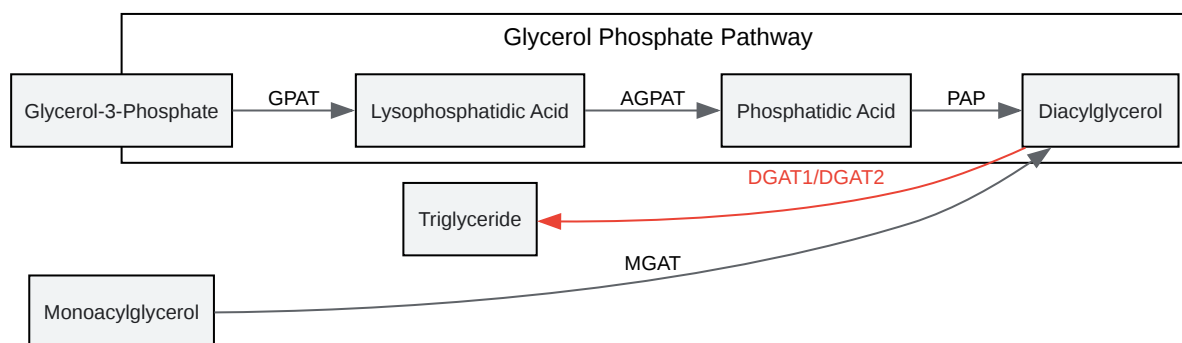 Glycerol Phosphate Pathway
Glycerol-3-Phosphate
GPAT
Lysophosphatidic Acid
AGPAT
Phosphatidic Acid
PAP
Diacylglycerol
DGAT1/DGAT2
Triglyceride
MGAT
Monoacylglycerol